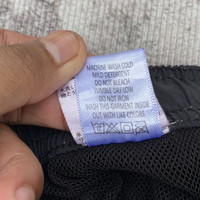 MACHINE WASH COLD
MILD DETERGENT
DO NOT BLEACH
TUMBLE DAY LOW
DO NOT IRON
WASH THIS GARMENT INSIDE
OUT WITH LIKE COLORS